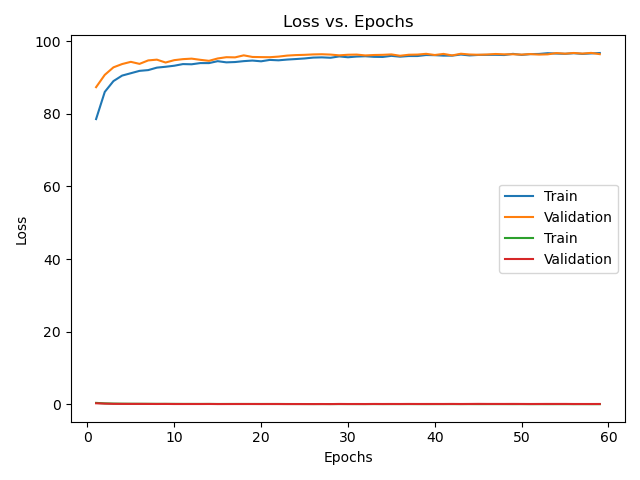 Loss vs. Epochs
100
80
60
40
20
0
Loss
Train
Validation
Train
Validation
0 10 20 30 40 50 60
Epochs